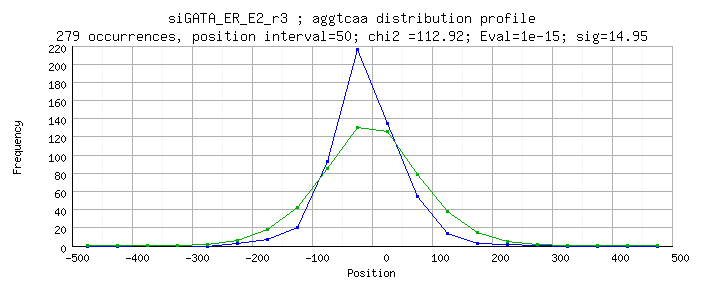 siGATA_ER_E2_r3 ; aggtcaa distribution profile
279 occurrences, position interval=50; chi2 =112.92; Eval=1e-15; sig=14.95
220
200
180
160
140
120
100
80
60
40
20
0
Frequency
-500 -400 -300 -200 -100 0 100 200 300 400 500
Position